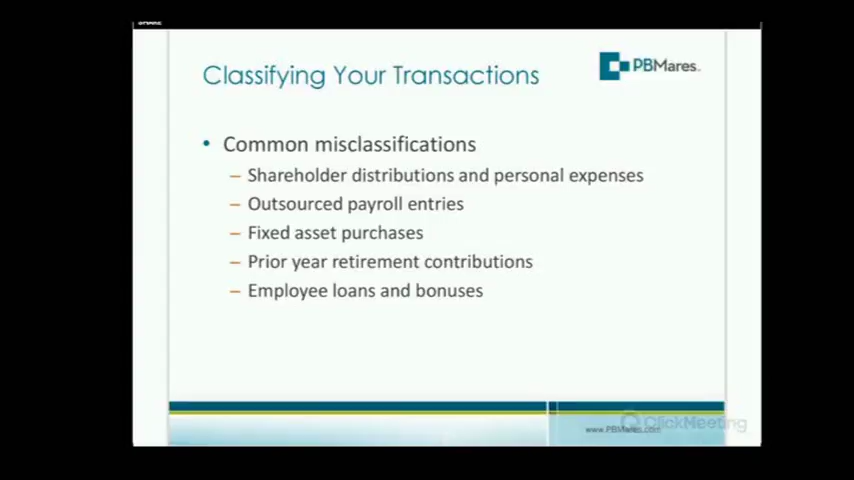 Classifying Your Transactions
PBMares
• Common misclassifications
– Shareholder distributions and personal expenses
– Outsourced payroll entries
– Fixed asset purchases
– Prior year retirement contributions
– Employee loans and bonuses
ClickMeeting
www.PBMares.com